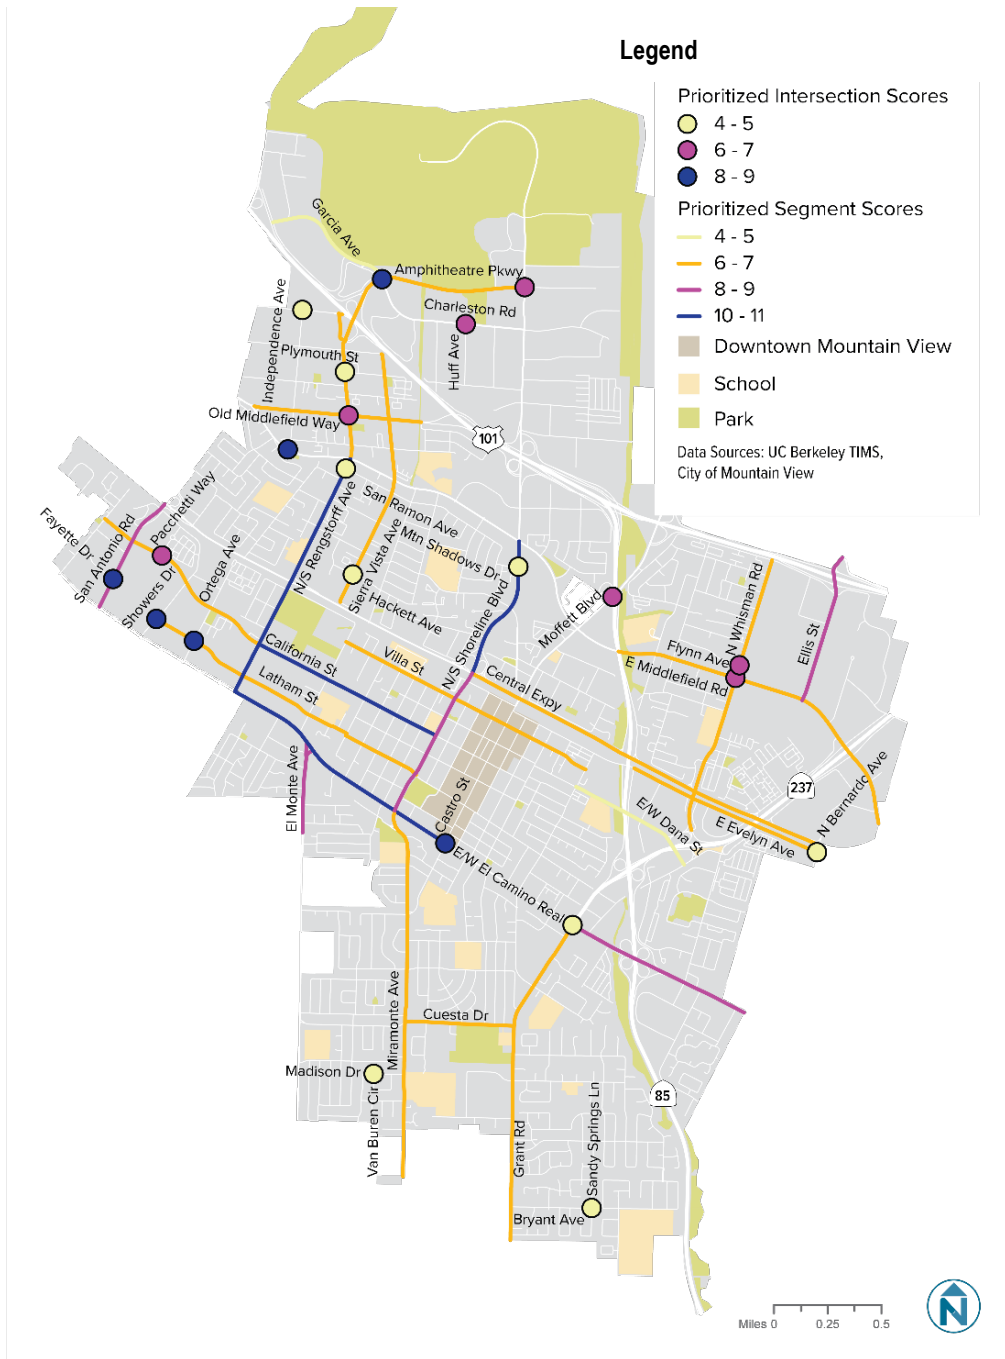 Legend
Prioritized Intersection Scores
4 - 5
6 - 7
8 - 9
Prioritized Segment Scores
4 - 5
6 - 7
8 - 9
10 - 11
Downtown Mountain View
School
Park
Data Sources: UC Berkeley TIMS,
City of Mountain View
Garcia Ave
Amphitheatre Pkwy
Charleston Rd
Independence Ave
Huff Ave
Plymouth St
Old Middlefield Way
101
San Ramon Ave
Mtn Shadows Dr
Pacchetti Way
Fayette Dr
San Antonio Rd
Showers Dr
Ortega Ave
N/S Rengstorff Ave
Sierra Vista Ave
Hackett Ave
N/S Shoreline Blvd
Moffett Blvd
N Whisman Rd
Ellis St
Flynn Ave
E Middlefield Rd
California St
Villa St
Central Expy
Latham St
El Monte Ave
Castro St
237
N Bernardo Ave
E/W Dana St
E Evelyn Ave
E/W El Camino Real
Miramonte Ave
Cuesta Dr
Madison Dr
Van Buren Cir
85
Grant Rd
Sandy Springs Ln
Bryant Ave
Miles 0 0.25 0.5
N